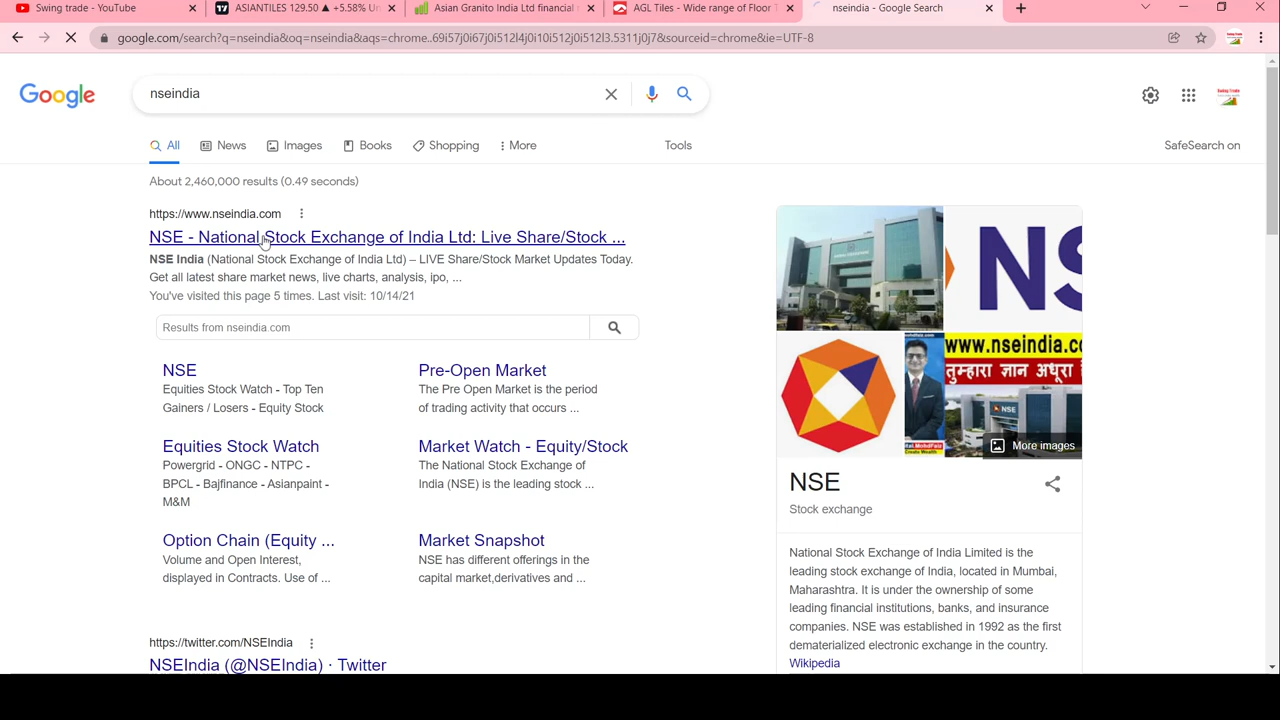 Swing trade - YouTube
ASIANTILES 129.50 ▲ +5.58% Un
Asian Granito India Ltd financial
AGL Tiles - Wide range of Floor T
nseindia - Google Search
google.com/search?q=nseindia&oq=nseindia&aqs=chrome..69i57j0i67j0i512l4j0i10i512j0i512l3.5311j0j7&sourceid=chrome&ie=UTF-8
Google
nseindia
All
News
Images
Books
Shopping
More
Tools
SafeSearch on
About 2,460,000 results (0.49 seconds)
https://www.nseindia.com
NSE - National Stock Exchange of India Ltd: Live Share/Stock ...
NSE India (National Stock Exchange of India Ltd) – LIVE Share/Stock Market Updates Today.
Get all latest share market news, live charts, analysis, ipo, ...
You've visited this page 5 times. Last visit: 10/14/21
Results from nseindia.com
NSE
Equities Stock Watch - Top Ten
Gainers / Losers - Equity Stock
Pre-Open Market
The Pre Open Market is the period
of trading activity that occurs ...
Equities Stock Watch
Powergrid - ONGC - NTPC -
BPCL - Bajfinance - Asianpaint -
M&M
Market Watch - Equity/Stock
The National Stock Exchange of
India (NSE) is the leading stock ...
Option Chain (Equity ...
Volume and Open Interest,
displayed in Contracts. Use of ...
Market Snapshot
NSE has different offerings in the
capital market,derivatives and ...
https://twitter.com/NSEIndia
NSEIndia (@NSEIndia) · Twitter
NS
www.nseindia.co
तुम्हारा ज्ञान अधूरा
NSE
More images
NSE
Stock exchange
National Stock Exchange of India Limited is the
leading stock exchange of India, located in Mumbai,
Maharashtra. It is under the ownership of some
leading financial institutions, banks, and insurance
companies. NSE was established in 1992 as the first
dematerialized electronic exchange in the country.
Wikipedia